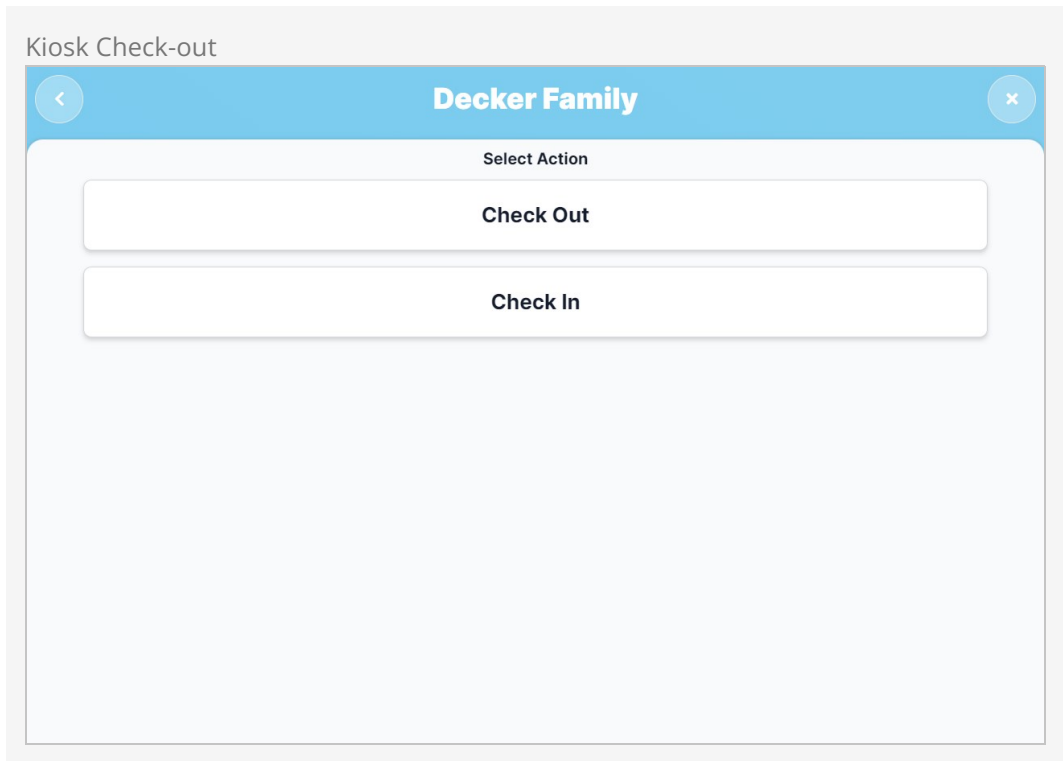 Kiosk Check-out
Decker Family
Select Action
Check Out
Check In